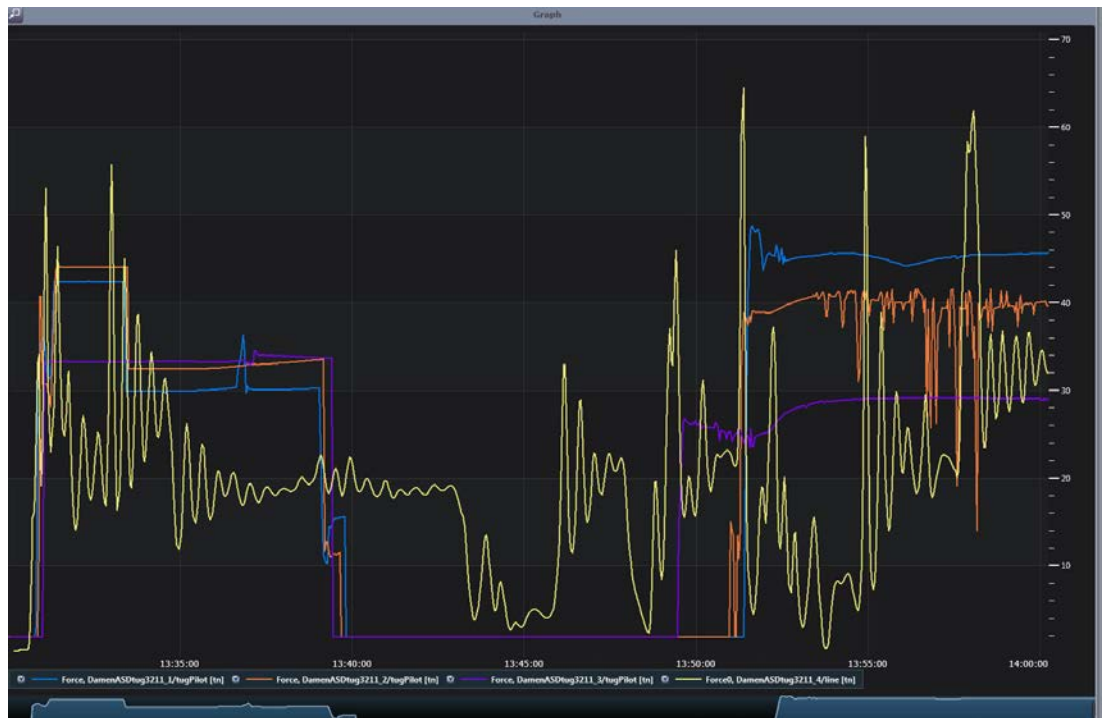 Graph
70
60
50
40
30
20
10
13:35:00 13:40:00 13:45:00 13:50:00 13:55:00 14:00:00
Force, DamenASDtug3211_1/tugPilot [tn] Force, DamenASDtug3211_2/tugPilot [tn] Force, DamenASDtug3211_3/tugPilot [tn] Force0, DamenASDtug3211_4/line [tn]